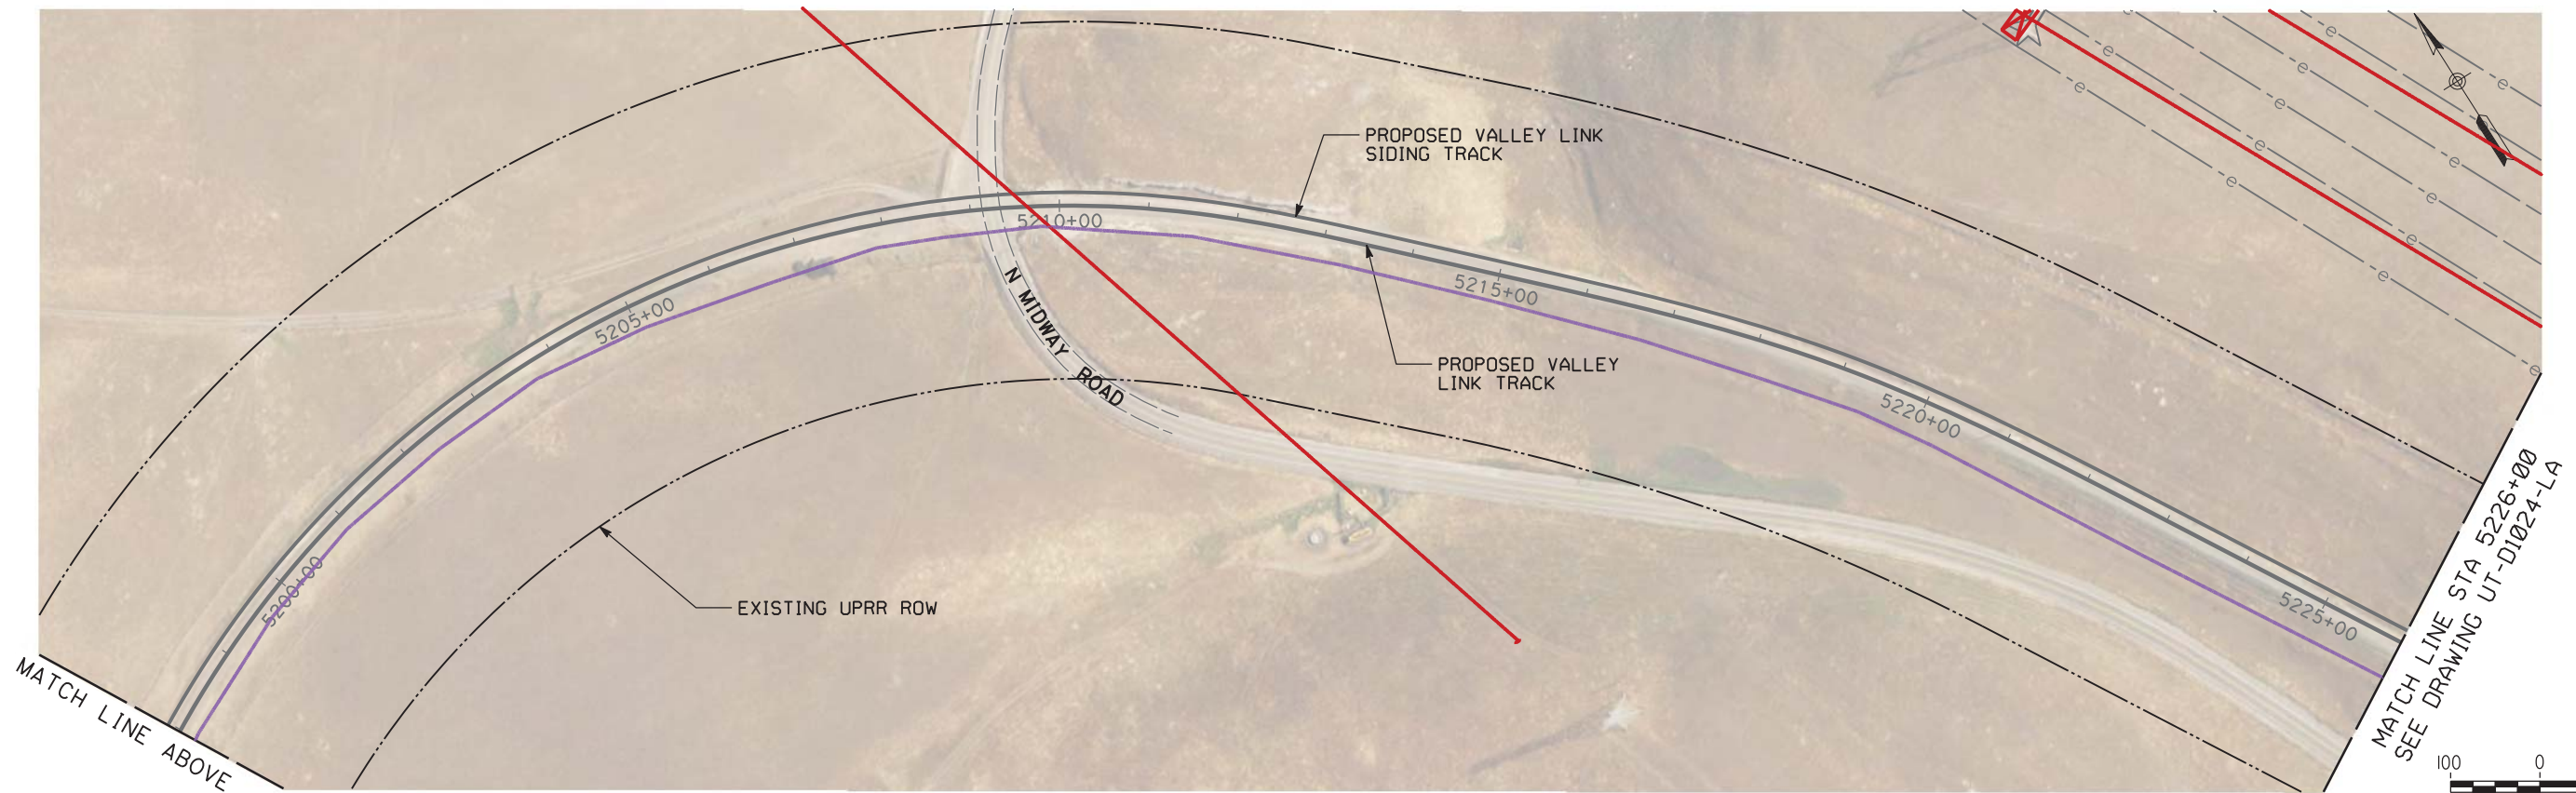 PROPOSED VALLEY LINK
SIDING TRACK
5210+00
5205+00
5215+00
N MIDWAY ROAD
PROPOSED VALLEY
LINK TRACK
5220+00
5200+00
EXISTING UPRR ROW
5225+00
MATCH LINE ABOVE
MATCH LINE STA 5226+00
SEE DRAWING UT-D1024-LA
100 0
e
e
e
e
e
e
e
e
e
e
e
e